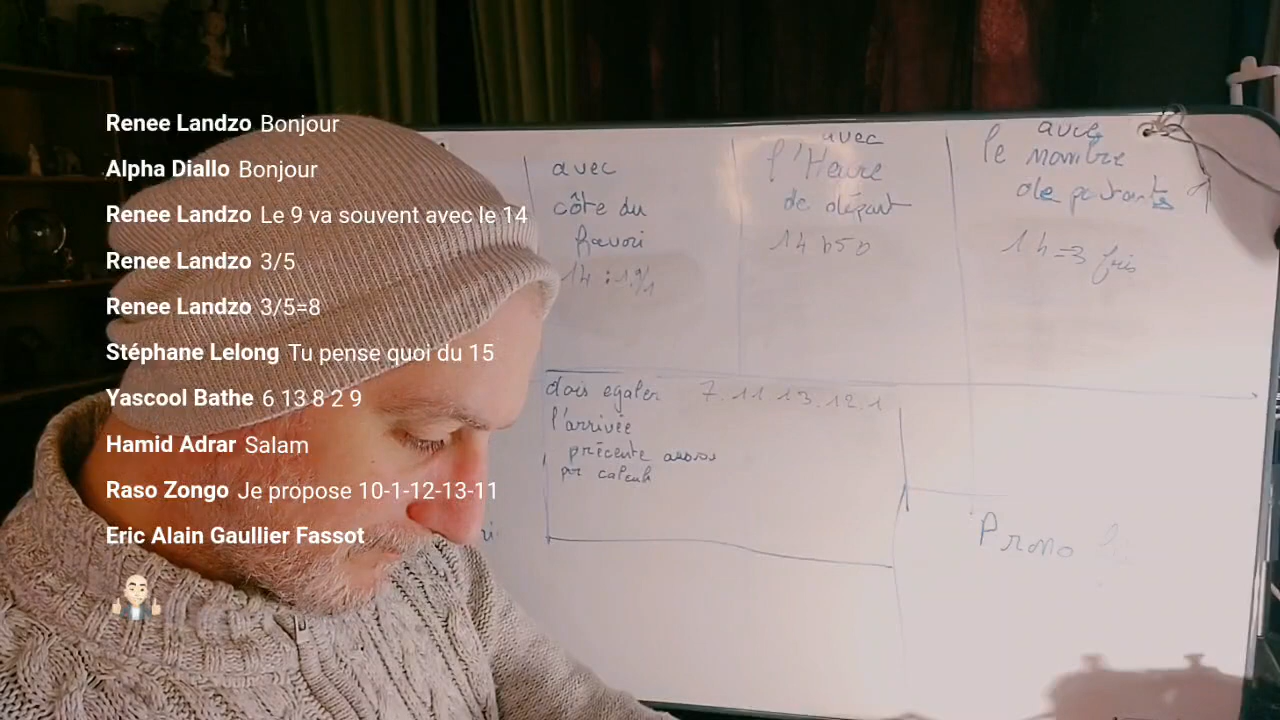 Renee Landzo Bonjour
Alpha Diallo Bonjour
Renee Landzo Le 9 va souvent avec le 14
Renee Landzo 3/5
Renee Landzo 3/5=8
Stéphane Lelong Tu pense quoi du 15
Yascool Bathe 6 13 8 2 9
Hamid Adrar Salam
Raso Zongo Je propose 10-1-12-13-11
Eric Alain Gaullier Fassot
avec
côte du
favori
avec
l'Heure
de départ
14 h50
avec
le nombre
de partants
14=3 fois
dois egaler 7.11 13.12.1
l'arrivée
précente
par calcul
Prono